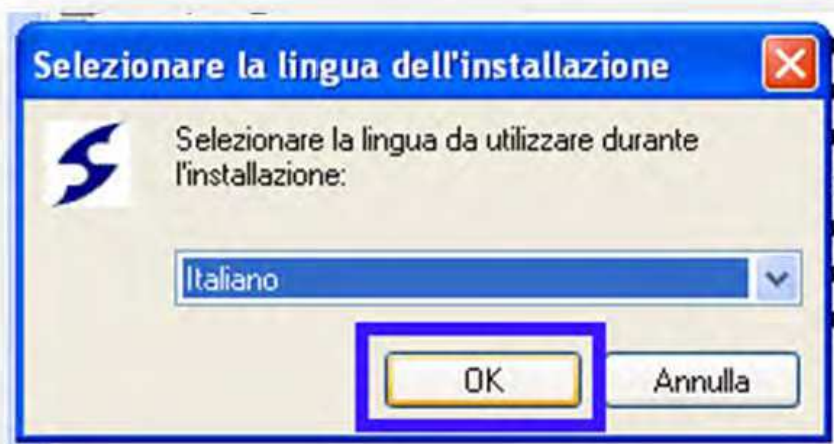 Selezionare la lingua dell'installazione
Selezionare la lingua da utilizzare durante
l'installazione:
Italiano
OK Annulla